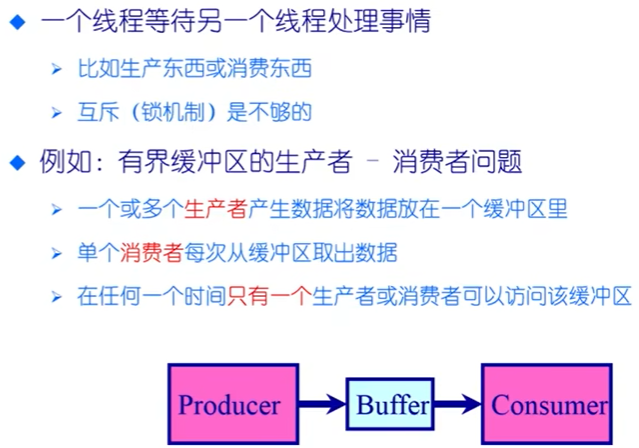 一个线程等待另一个线程处理事情
比如生产东西或消费东西
互斥（锁机制）是不够的
例如：有界缓冲区的生产者 - 消费者问题
一个或多个生产者产生数据将数据放在一个缓冲区里
单个消费者每次从缓冲区取出数据
在任何一个时间只有一个生产者或消费者可以访问该缓冲区
Producer
Buffer
Consumer